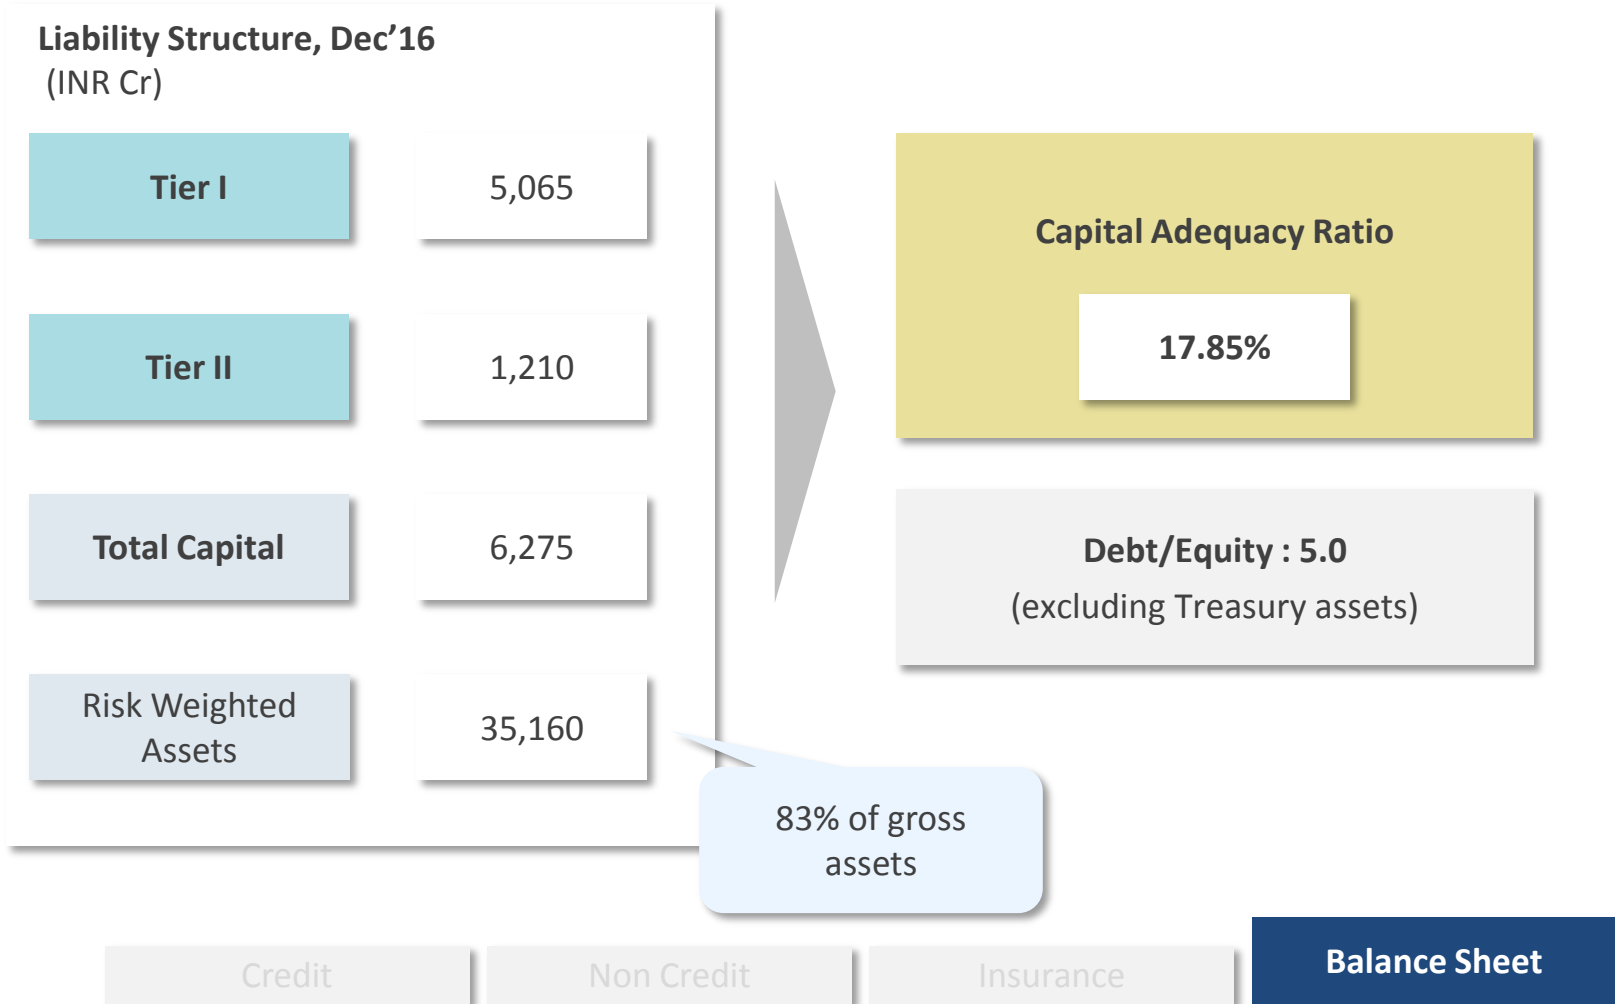 Liability Structure, Dec’16
(INR Cr)
Tier I
5,065
Tier II
1,210
Total Capital
6,275
Risk Weighted
Assets
35,160
83% of gross
assets
Capital Adequacy Ratio
17.85%
Debt/Equity : 5.0
(excluding Treasury assets)
Credit
Non Credit
Insurance
Balance Sheet